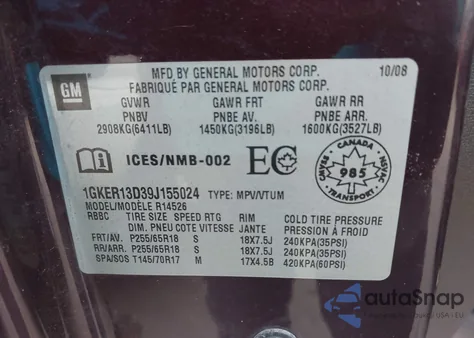 MFD BY GENERAL MOTORS CORP. 10/08
FABRIQUÉ PAR GENERAL MOTORS CORP.
GM
GVWR GAWR FRT GAWR RR
PNBV PNBE AV. PNBE ARR.
2908KG(6411LB) 1450KG(3196LB) 1600KG(3527LB)
ICES/NMB-002 EC
CANADA
985
TRANSPORT
1GKER13D39J155024 TYPE: MPV/VTUM
MODEL/MODÈLE R14526
RBBC TIRE SIZE SPEED RTG RIM COLD TIRE PRESSURE
DIM. PNEU COTE VITESSE JANTE PRESSION À FROID
FRT/AV. P255/65R18 S 18X7.5J 240KPA(35PSI)
RR/ARR. P255/65R18 S 18X7.5J 240KPA(35PSI)
SPA/SOS T145/70R17 M 17X4.5B 420KPA(60PSI)
autoSnap